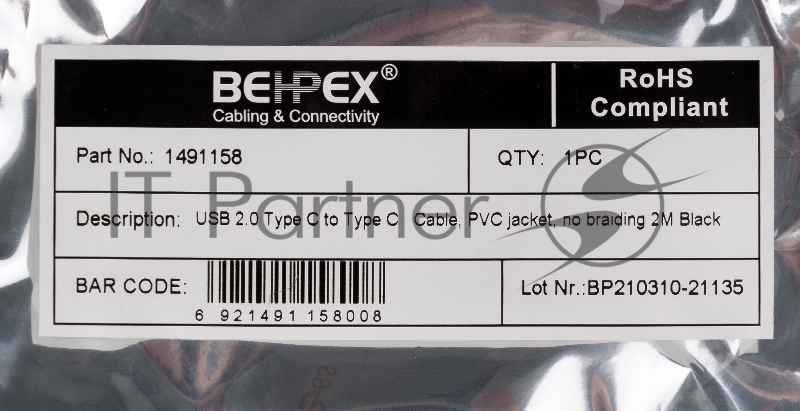 BEHPEX®
Cabling & Connectivity
RoHS
Compliant
Part No.: 1491158
QTY: 1PC
IT Partner
Description: USB 2.0 Type C to Type C Cable, PVC jacket, no braiding 2M Black
BAR CODE:
6 921491 158008
Lot Nr.:BP210310-21135